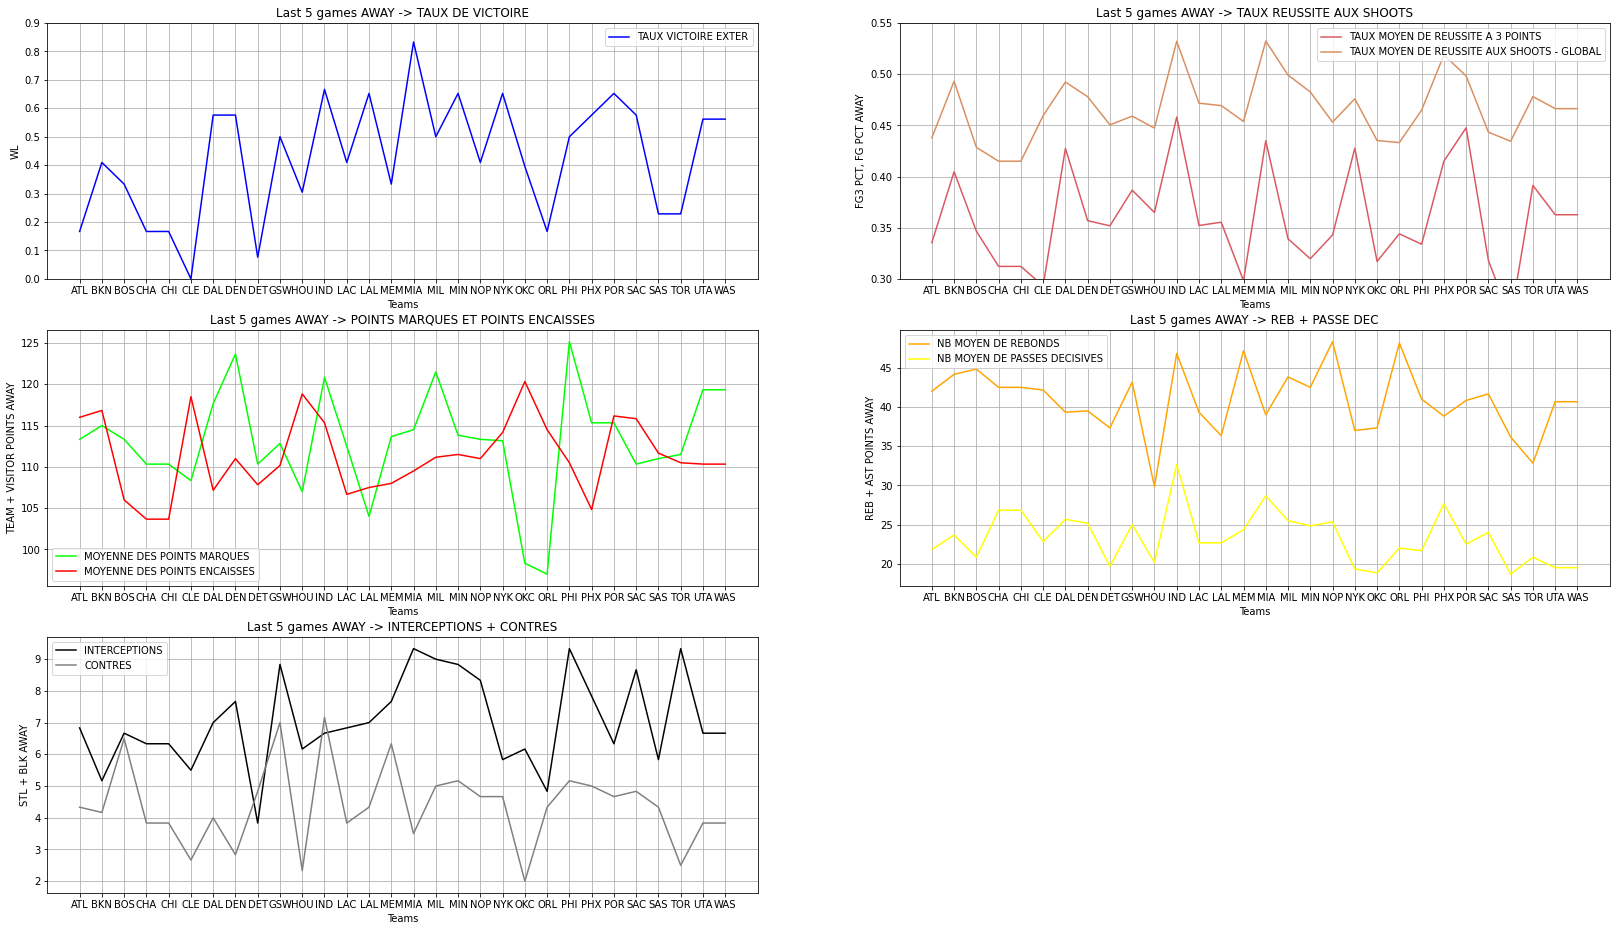 Last 5 games AWAY -> TAUX DE VICTOIRE
WL
0.9
0.8
0.7
0.6
0.5
0.4
0.3
0.2
0.1
0.0
TAUX VICTOIRE EXTER
ATL BKN BOS CHA CHI CLE DAL DEN DET GSW HOU IND LAC LAL MEM MIA MIL MIN NOP NYK OKC ORL PHI PHX POR SAC SAS TOR UTA WAS
Teams
Last 5 games AWAY -> TAUX REUSSITE AUX SHOOTS
FG3 PCT, FG PCT AWAY
0.55
0.50
0.45
0.40
0.35
0.30
TAUX MOYEN DE REUSSITE A 3 POINTS
TAUX MOYEN DE REUSSITE AUX SHOOTS - GLOBAL
ATL BKN BOS CHA CHI CLE DAL DEN DET GSW HOU IND LAC LAL MEM MIA MIL MIN NOP NYK OKC ORL PHI PHX POR SAC SAS TOR UTA WAS
Teams
Last 5 games AWAY -> POINTS MARQUES ET POINTS ENCAISSES
TEAM + VISITOR POINTS AWAY
125
120
115
110
105
100
MOYENNE DES POINTS MARQUES
MOYENNE DES POINTS ENCAISSES
ATL BKN BOS CHA CHI CLE DAL DEN DET GSW HOU IND LAC LAL MEM MIA MIL MIN NOP NYK OKC ORL PHI PHX POR SAC SAS TOR UTA WAS
Teams
Last 5 games AWAY -> REB + PASSE DEC
REB + AST POINTS AWAY
45
40
35
30
25
20
NB MOYEN DE REBONDS
NB MOYEN DE PASSES DECISIVES
ATL BKN BOS CHA CHI CLE DAL DEN DET GSW HOU IND LAC LAL MEM MIA MIL MIN NOP NYK OKC ORL PHI PHX POR SAC SAS TOR UTA WAS
Teams
Last 5 games AWAY -> INTERCEPTIONS + CONTRES
STL + BLK AWAY
9
8
7
6
5
4
3
2
INTERCEPTIONS
CONTRES
ATL BKN BOS CHA CHI CLE DAL DEN DET GSW HOU IND LAC LAL MEM MIA MIL MIN NOP NYK OKC ORL PHI PHX POR SAC SAS TOR UTA WAS
Teams